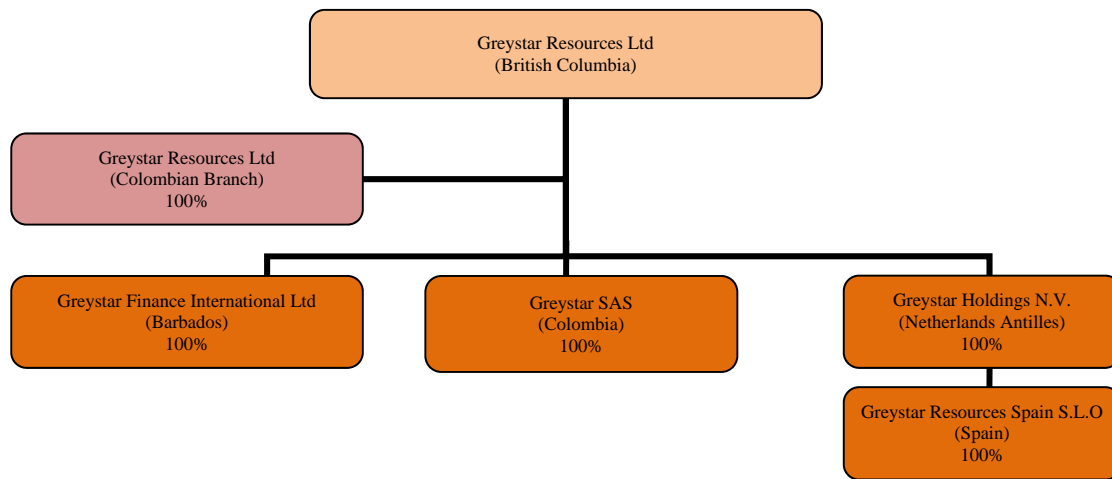 Greystar Resources Ltd
(British Columbia)
Greystar Resources Ltd
(Colombian Branch)
100%
Greystar Finance International Ltd
(Barbados)
100%
Greystar SAS
(Colombia)
100%
Greystar Holdings N.V.
(Netherlands Antilles)
100%
Greystar Resources Spain S.L.O
(Spain)
100%